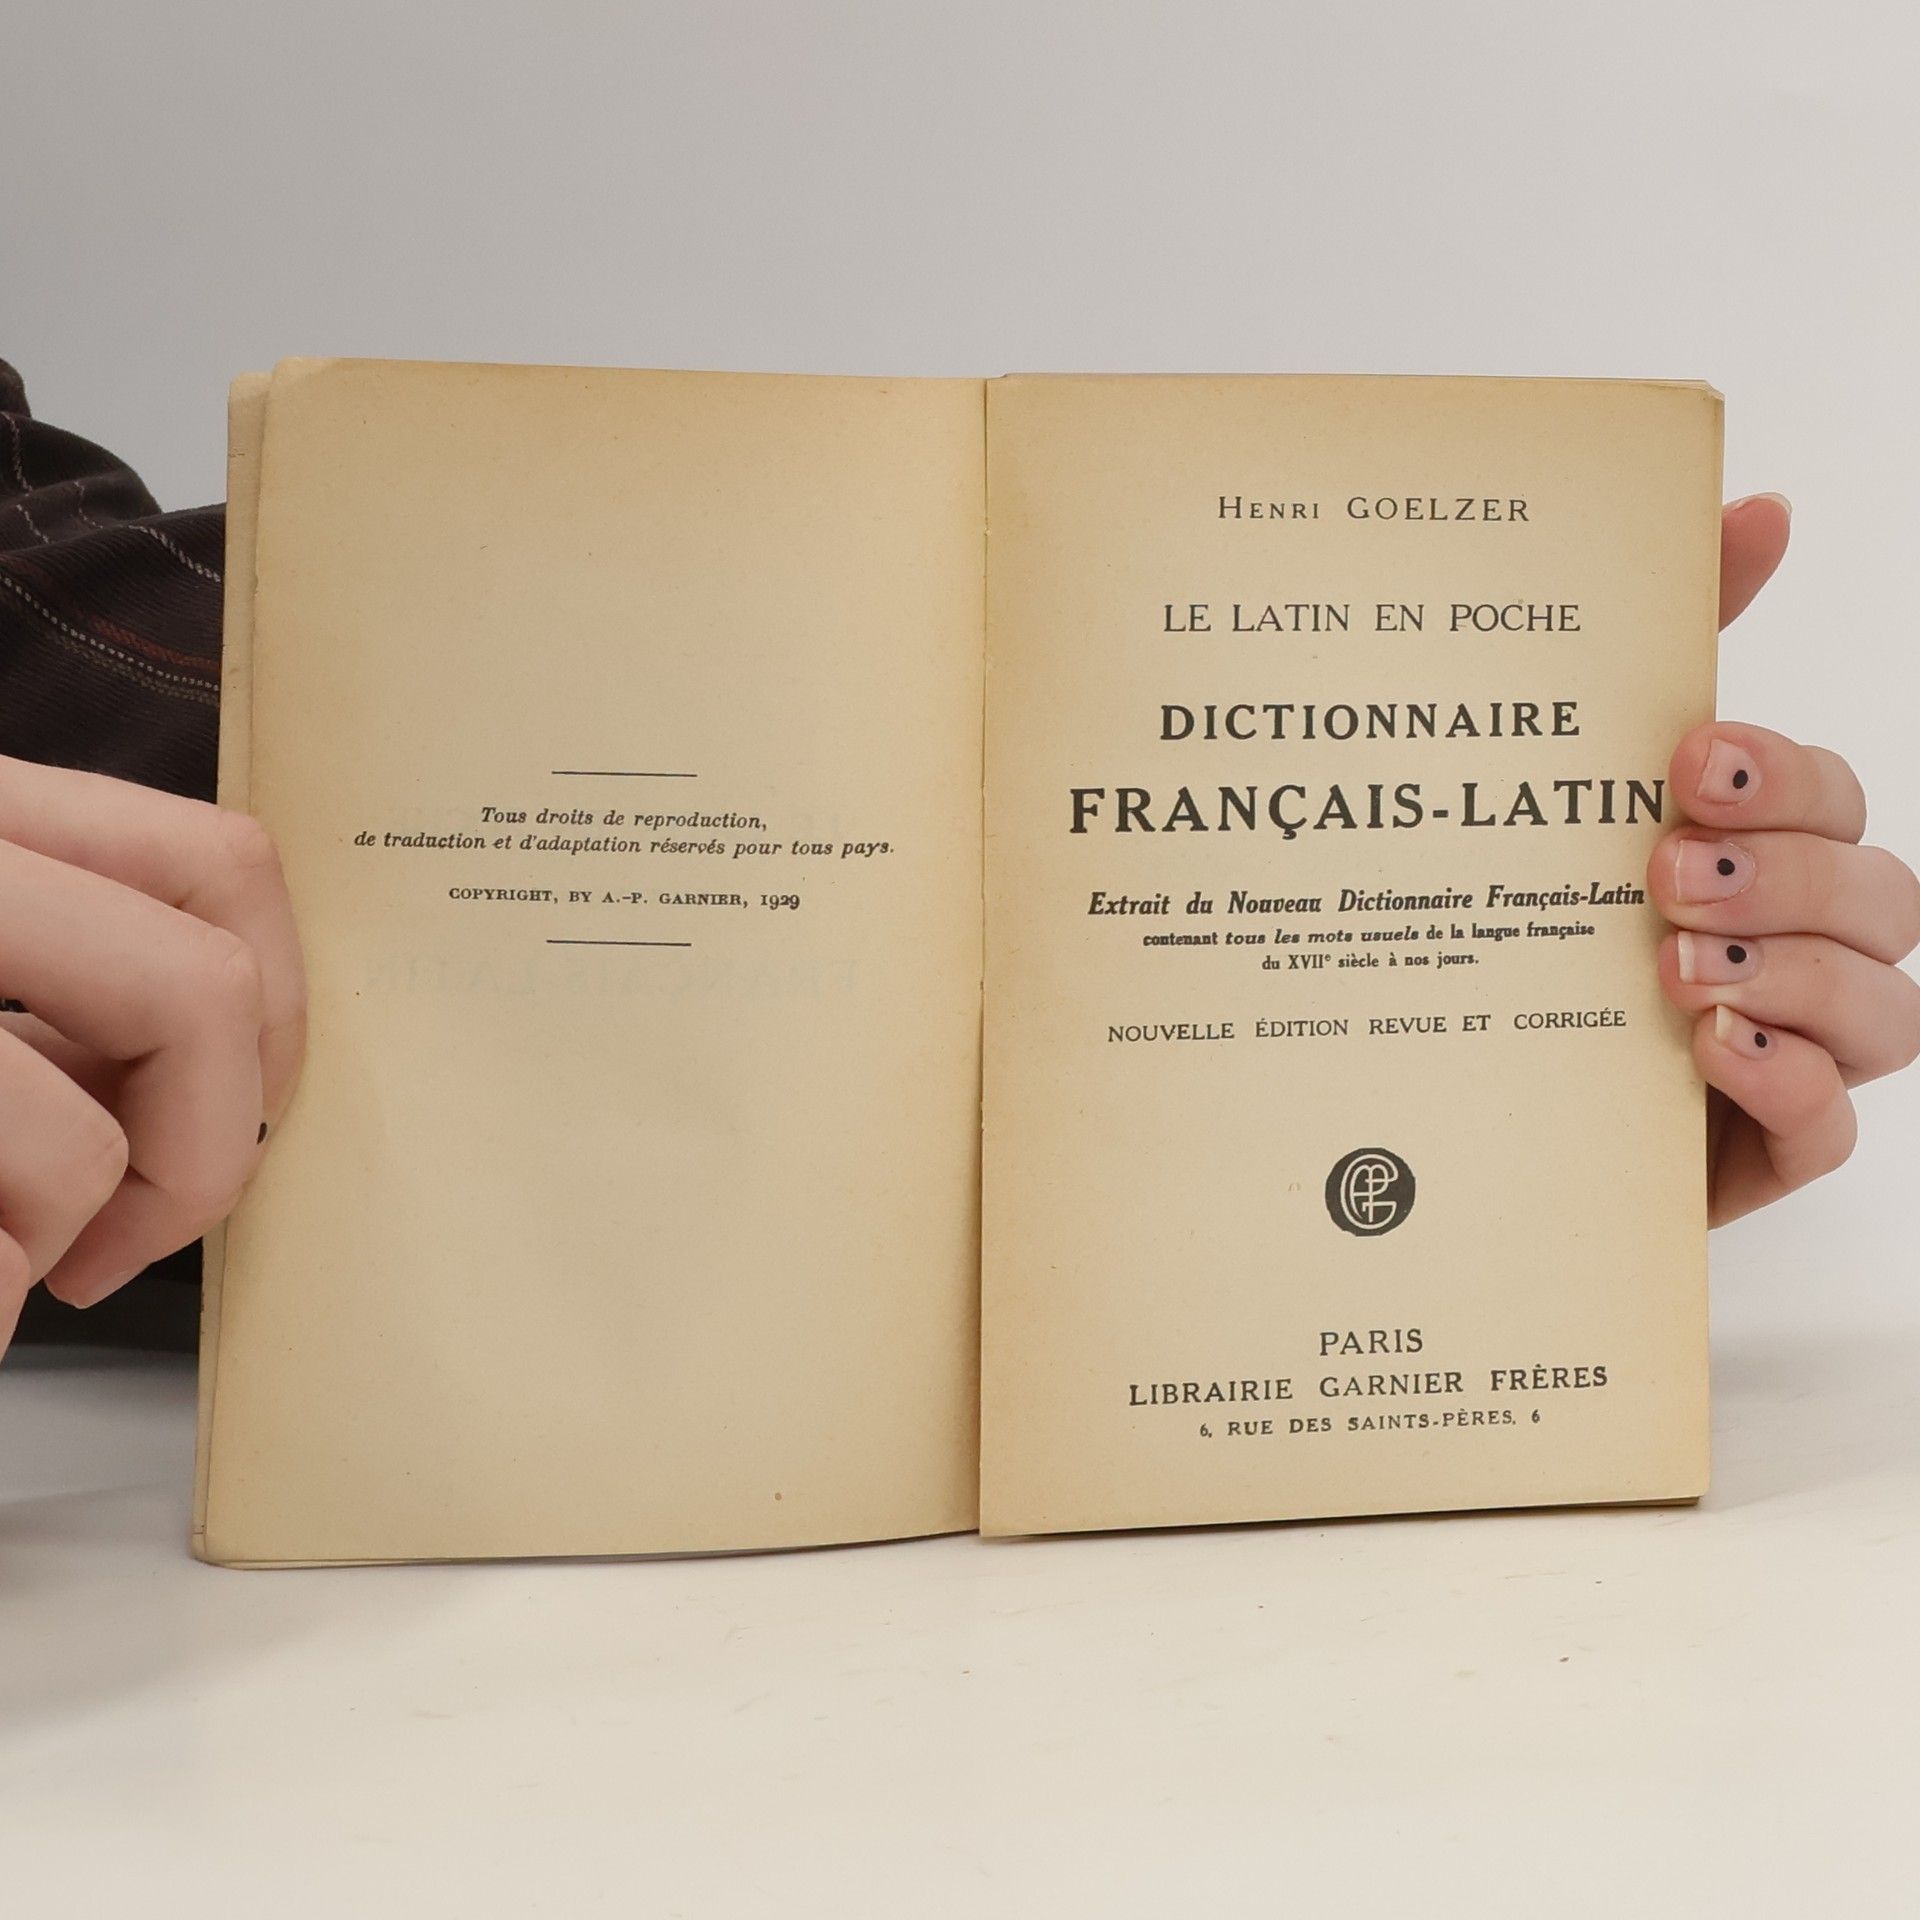 Tous droits de reproduction,
de traduction et d'adaptation réservés pour tous pays.
COPYRIGHT, BY A.-P. GARNIER, 1929
HENRI GOELZER
LE LATIN EN POCHE
DICTIONNAIRE
FRANÇAIS-LATIN
Extrait du Nouveau Dictionnaire Français-Latin
contenant tous les mots usuels de la langue française
du XVIIe siècle à nos jours.
NOUVELLE ÉDITION REVUE ET CORRIGÉE
PARIS
LIBRAIRIE GARNIER FRÈRES
6, RUE DES SAINTS-PÈRES, 6